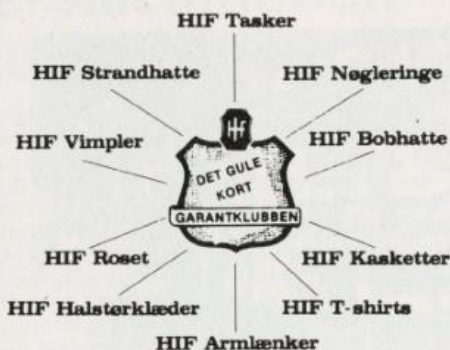 HIF Tasker
HIF Strandhatte
HIF Nøgleringe
Hif
HIF Vimpler
HIF Bobhatte
DET GULE
KORT
GARANTKLUBBEN
HIF Roset
HIF Kasketter
HIF Halstørklæder
HIF T-shirts
HIF Armlænker